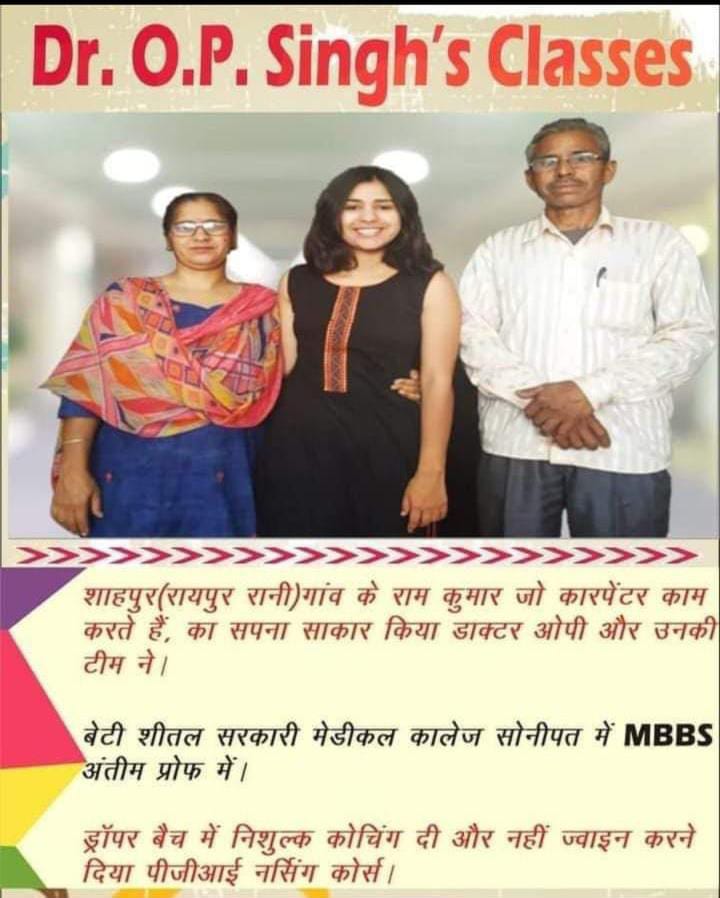 Dr. O.P. Singh's Classes
शाहपुर(रायपुर रानी)गांव के राम कुमार जो कारपेंटर काम
करते हैं, का सपना साकार किया डाक्टर ओपी और उनकी
टीम ने।
बेटी शीतल सरकारी मेडीकल कालेज सोनीपत में MBBS
अंतीम प्रोफ में।
ड्रॉपर बैच में निशुल्क कोचिंग दी और नहीं ज्वाइन करने
दिया पीजीआई नर्सिंग कोर्स।